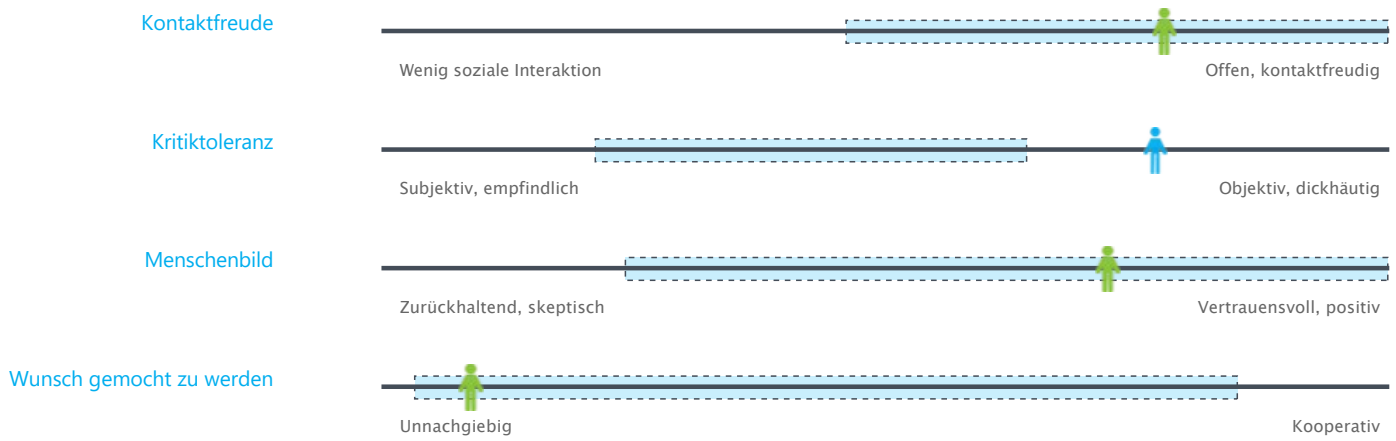 Kontaktfreude
Wenig soziale Interaktion Offen, kontaktfreudig
Kritiktoleranz
Subjektiv, empfindlich Objektiv, dickhäutig
Menschenbild
Zurückhaltend, skeptisch Vertrauensvoll, positiv
Wunsch gemocht zu werden
Unnachgiebig Kooperativ